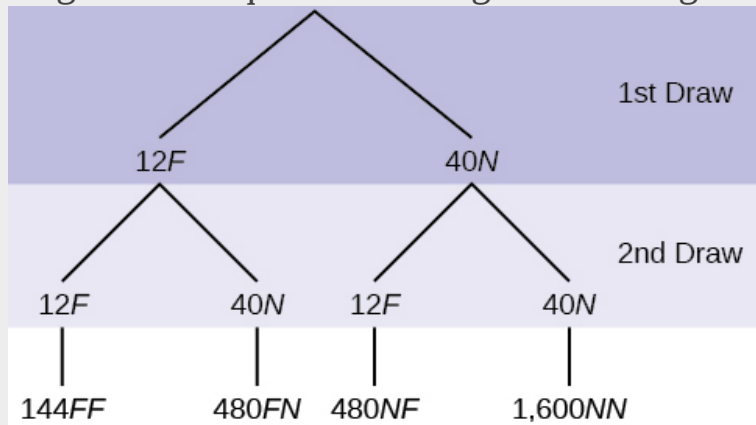 1st Draw
12F 40N
2nd Draw
12F 40N 12F 40N
144FF 480FN 480NF 1,600NN